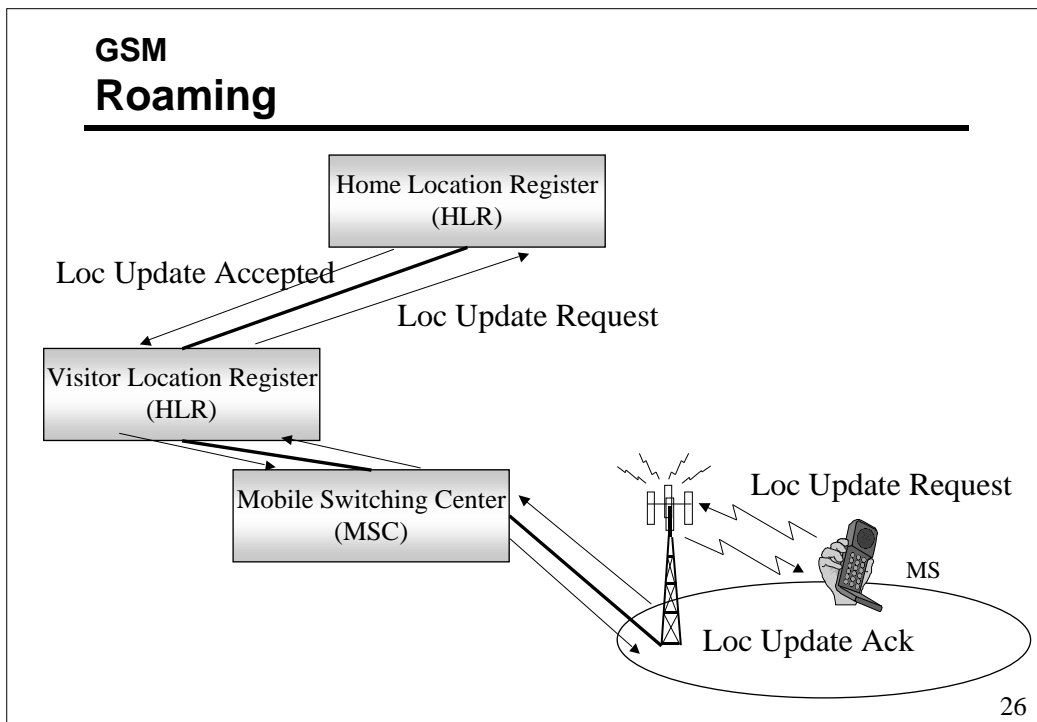 GSM
Roaming
Home Location Register
(HLR)
Loc Update Accepted
Loc Update Request
Visitor Location Register
(HLR)
Mobile Switching Center
(MSC)
Loc Update Request
MS
Loc Update Ack
26